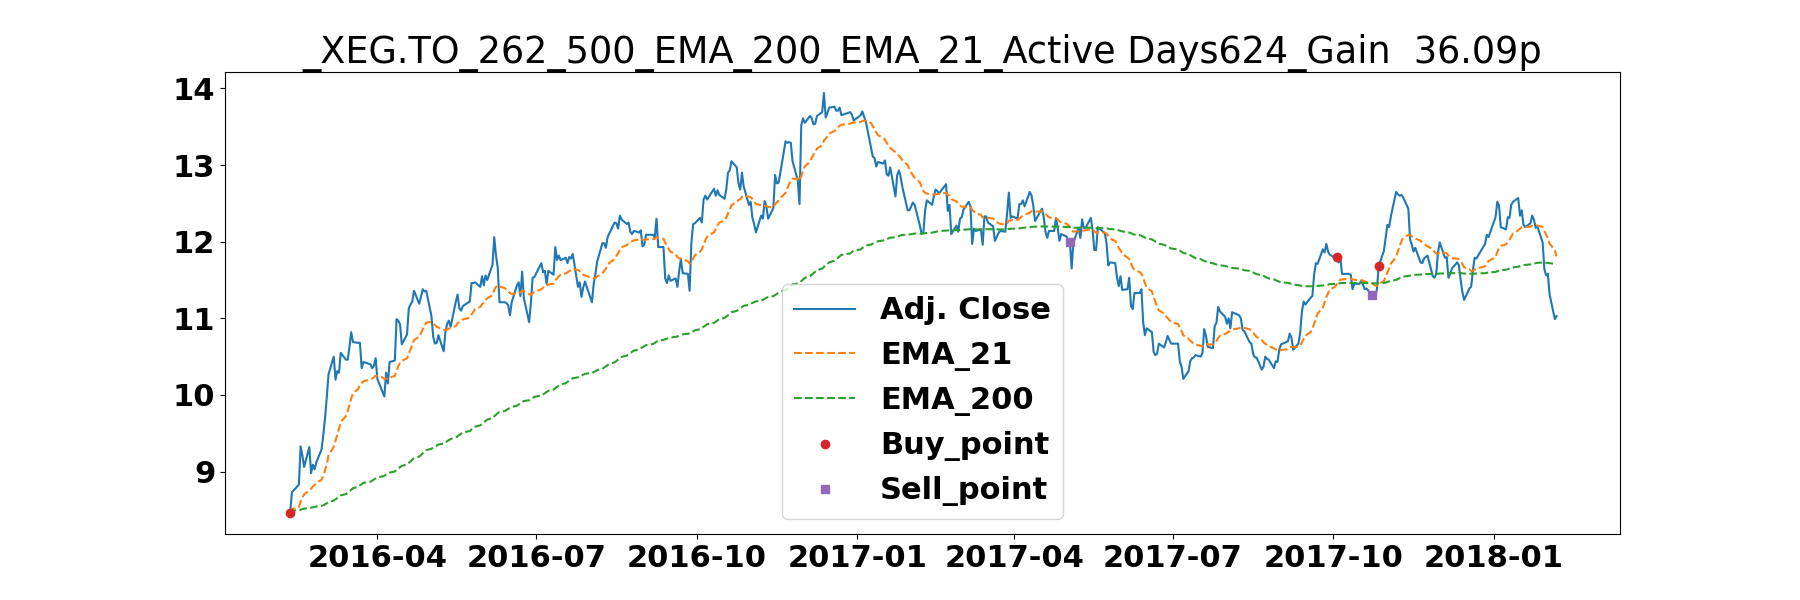 _XEG.TO_262_500_EMA_200_EMA_21_Active Days624_Gain  36.09p
14
13
12
11
10
9
Adj. Close
EMA_21
EMA_200
Buy_point
Sell_point
2016-04 2016-07 2016-10 2017-01 2017-04 2017-07 2017-10 2018-01